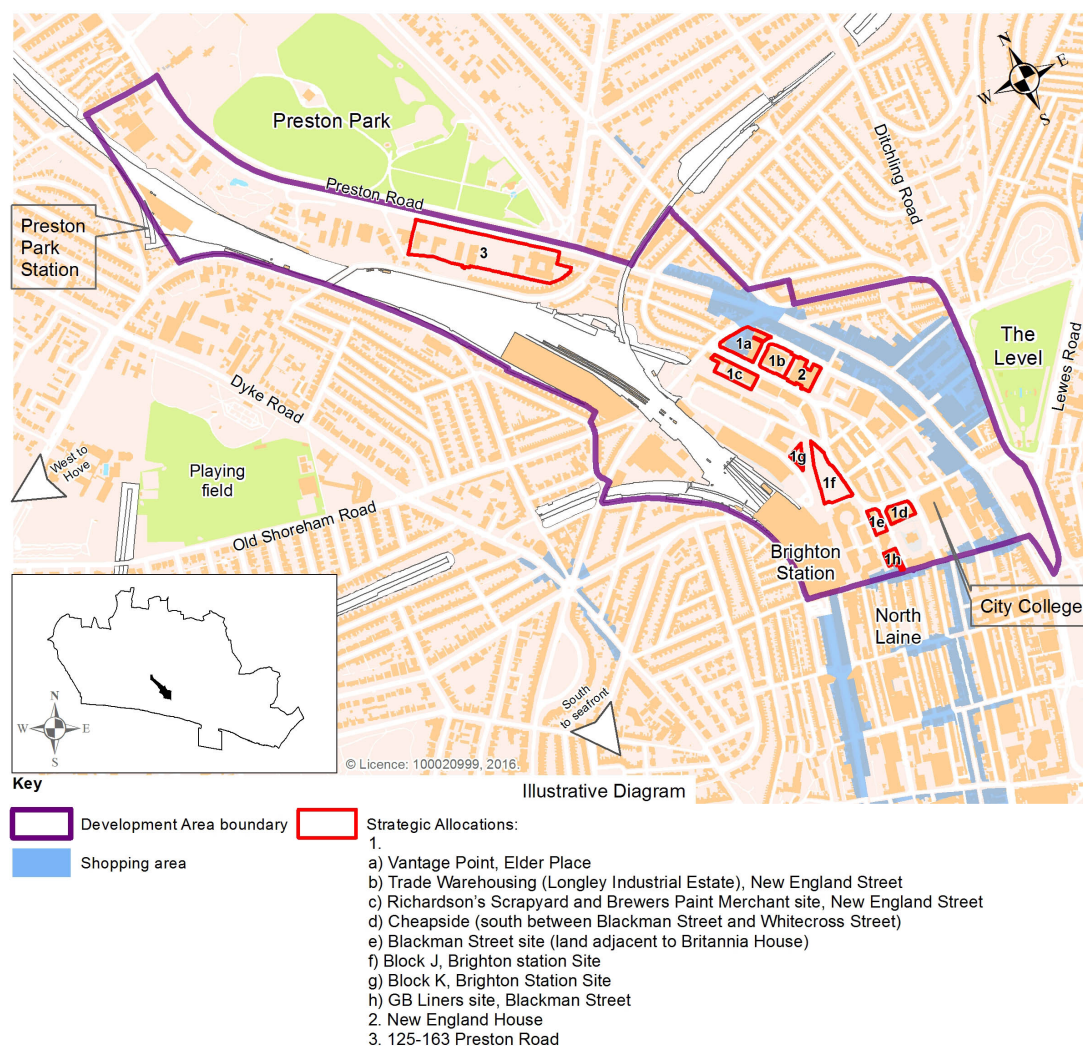 Preston Park
N
E
W
S
Ditchling Road
Preston Road
Preston
Park
Station
3
The
Level
Lewes Road
1a
1b
2
1c
Dyke Road
West to
Hove
Playing
field
1g
1f
Old Shoreham Road
1d
1e
Brighton
Station
1h
City College
North
Laine
N
W
E
S
South
to seafront
© Licence: 100020999, 2016.
Key
Illustrative Diagram
Development Area boundary
Shopping area
Strategic Allocations:
1.
a) Vantage Point, Elder Place
b) Trade Warehousing (Longley Industrial Estate), New England Street
c) Richardson's Scrapyard and Brewers Paint Merchant site, New England Street
d) Cheapside (south between Blackman Street and Whitecross Street)
e) Blackman Street site (land adjacent to Britannia House)
f) Block J, Brighton station Site
g) Block K, Brighton Station Site
h) GB Liners site, Blackman Street
2. New England House
3. 125-163 Preston Road